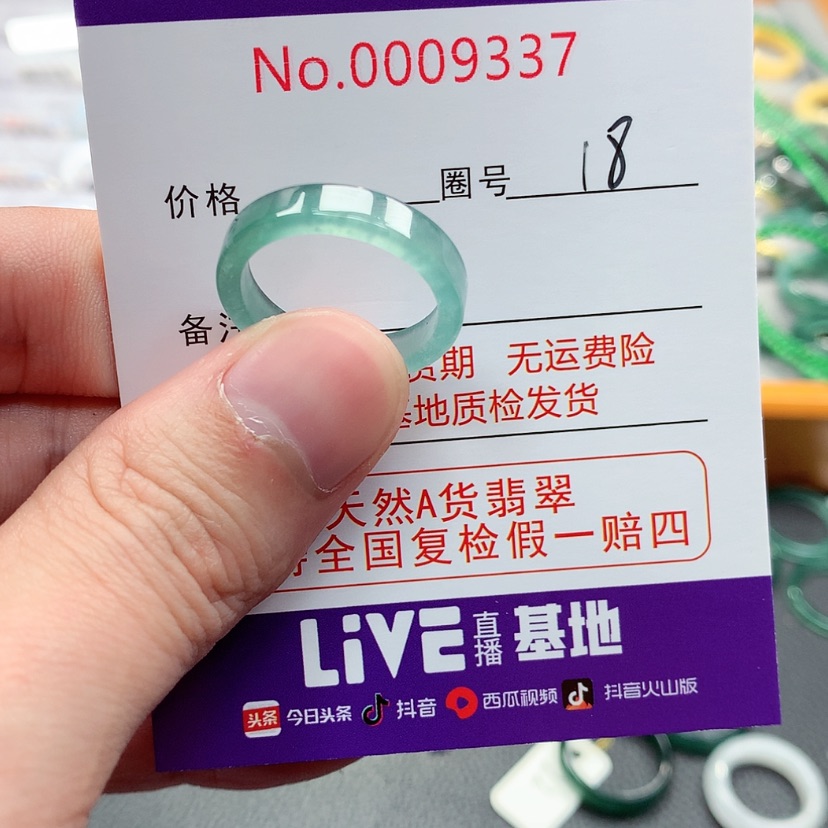 No.0009337
价格 圈号 18
备注
货期 无运费险
基地质检发货
天然A货翡翠
全国复检假一赔四
LiVE 直播 基地
头条 今日头条 抖音 西瓜视频 抖音火山版